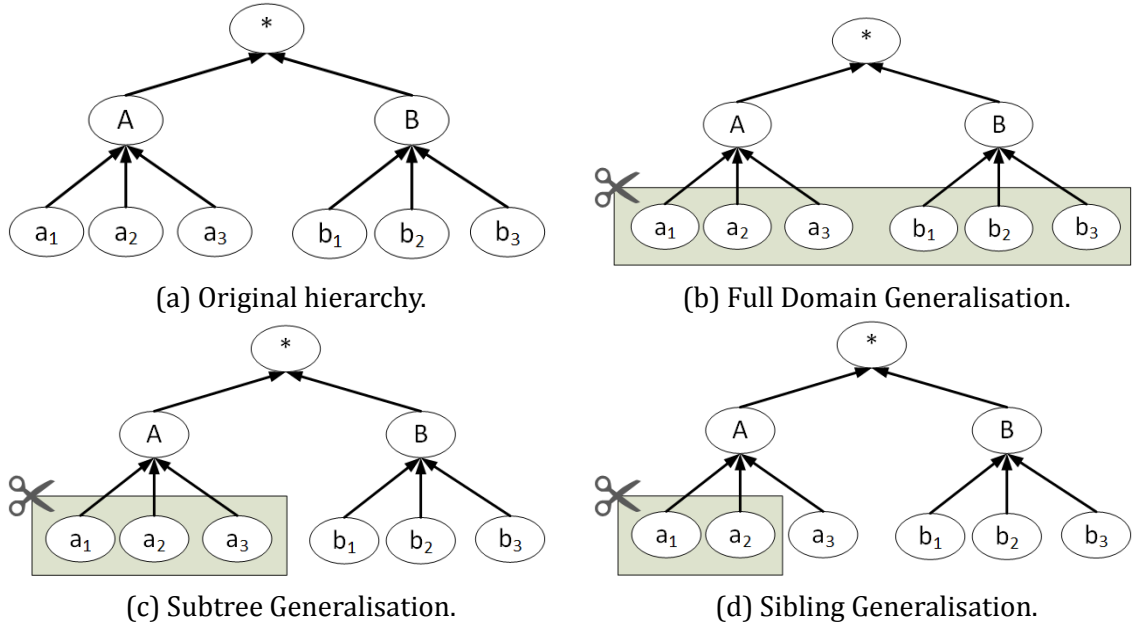 *
A B
a1 a2 a3 b1 b2 b3
(a) Original hierarchy.
*
A B
a1 a2 a3 b1 b2 b3
(b) Full Domain Generalisation.
*
A B
a1 a2 a3 b1 b2 b3
(c) Subtree Generalisation.
*
A B
a1 a2 a3 b1 b2 b3
(d) Sibling Generalisation.